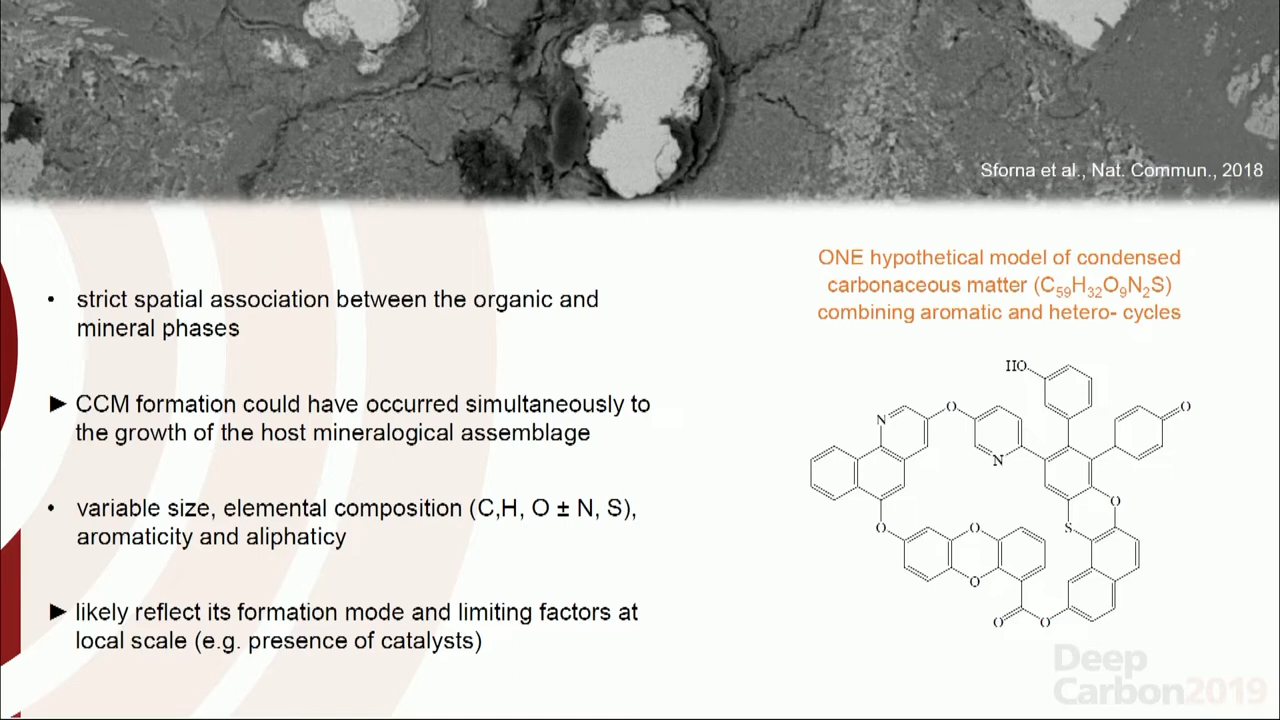 Sforna et al., Nat. Commun., 2018
• strict spatial association between the organic and
mineral phases
► CCM formation could have occurred simultaneously to
the growth of the host mineralogical assemblage
• variable size, elemental composition (C,H, O ± N, S),
aromaticity and aliphaticy
► likely reflect its formation mode and limiting factors at
local scale (e.g. presence of catalysts)
ONE hypothetical model of condensed
carbonaceous matter (C₅₉H₃₂O₉N₂S)
combining aromatic and hetero- cycles
HO
O
N
O
N
O
S
O
O
O
O
O
Deep
Carbon2019